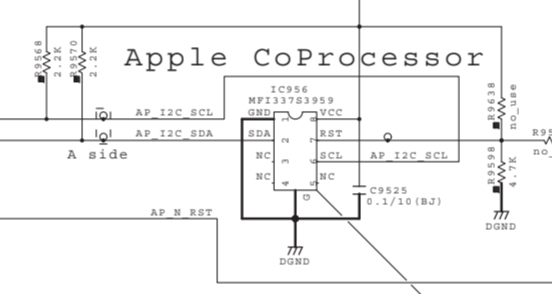 Apple CoProcessor
R9568
2.2K
R9570
2.2K
IC956
MFI337S3959
AP_I2C_SCL
AP_I2C_SDA
A side
GND
SDA
NC
NC
1
2
3
4
VCC
RST
SCL
NC
8
7
6
5
G
AP_I2C_SCL
C9525
0.1/10(BJ)
DGND
AP_N_RST
R9638
no_use
R9598
4.7K
DGND
R95
no_